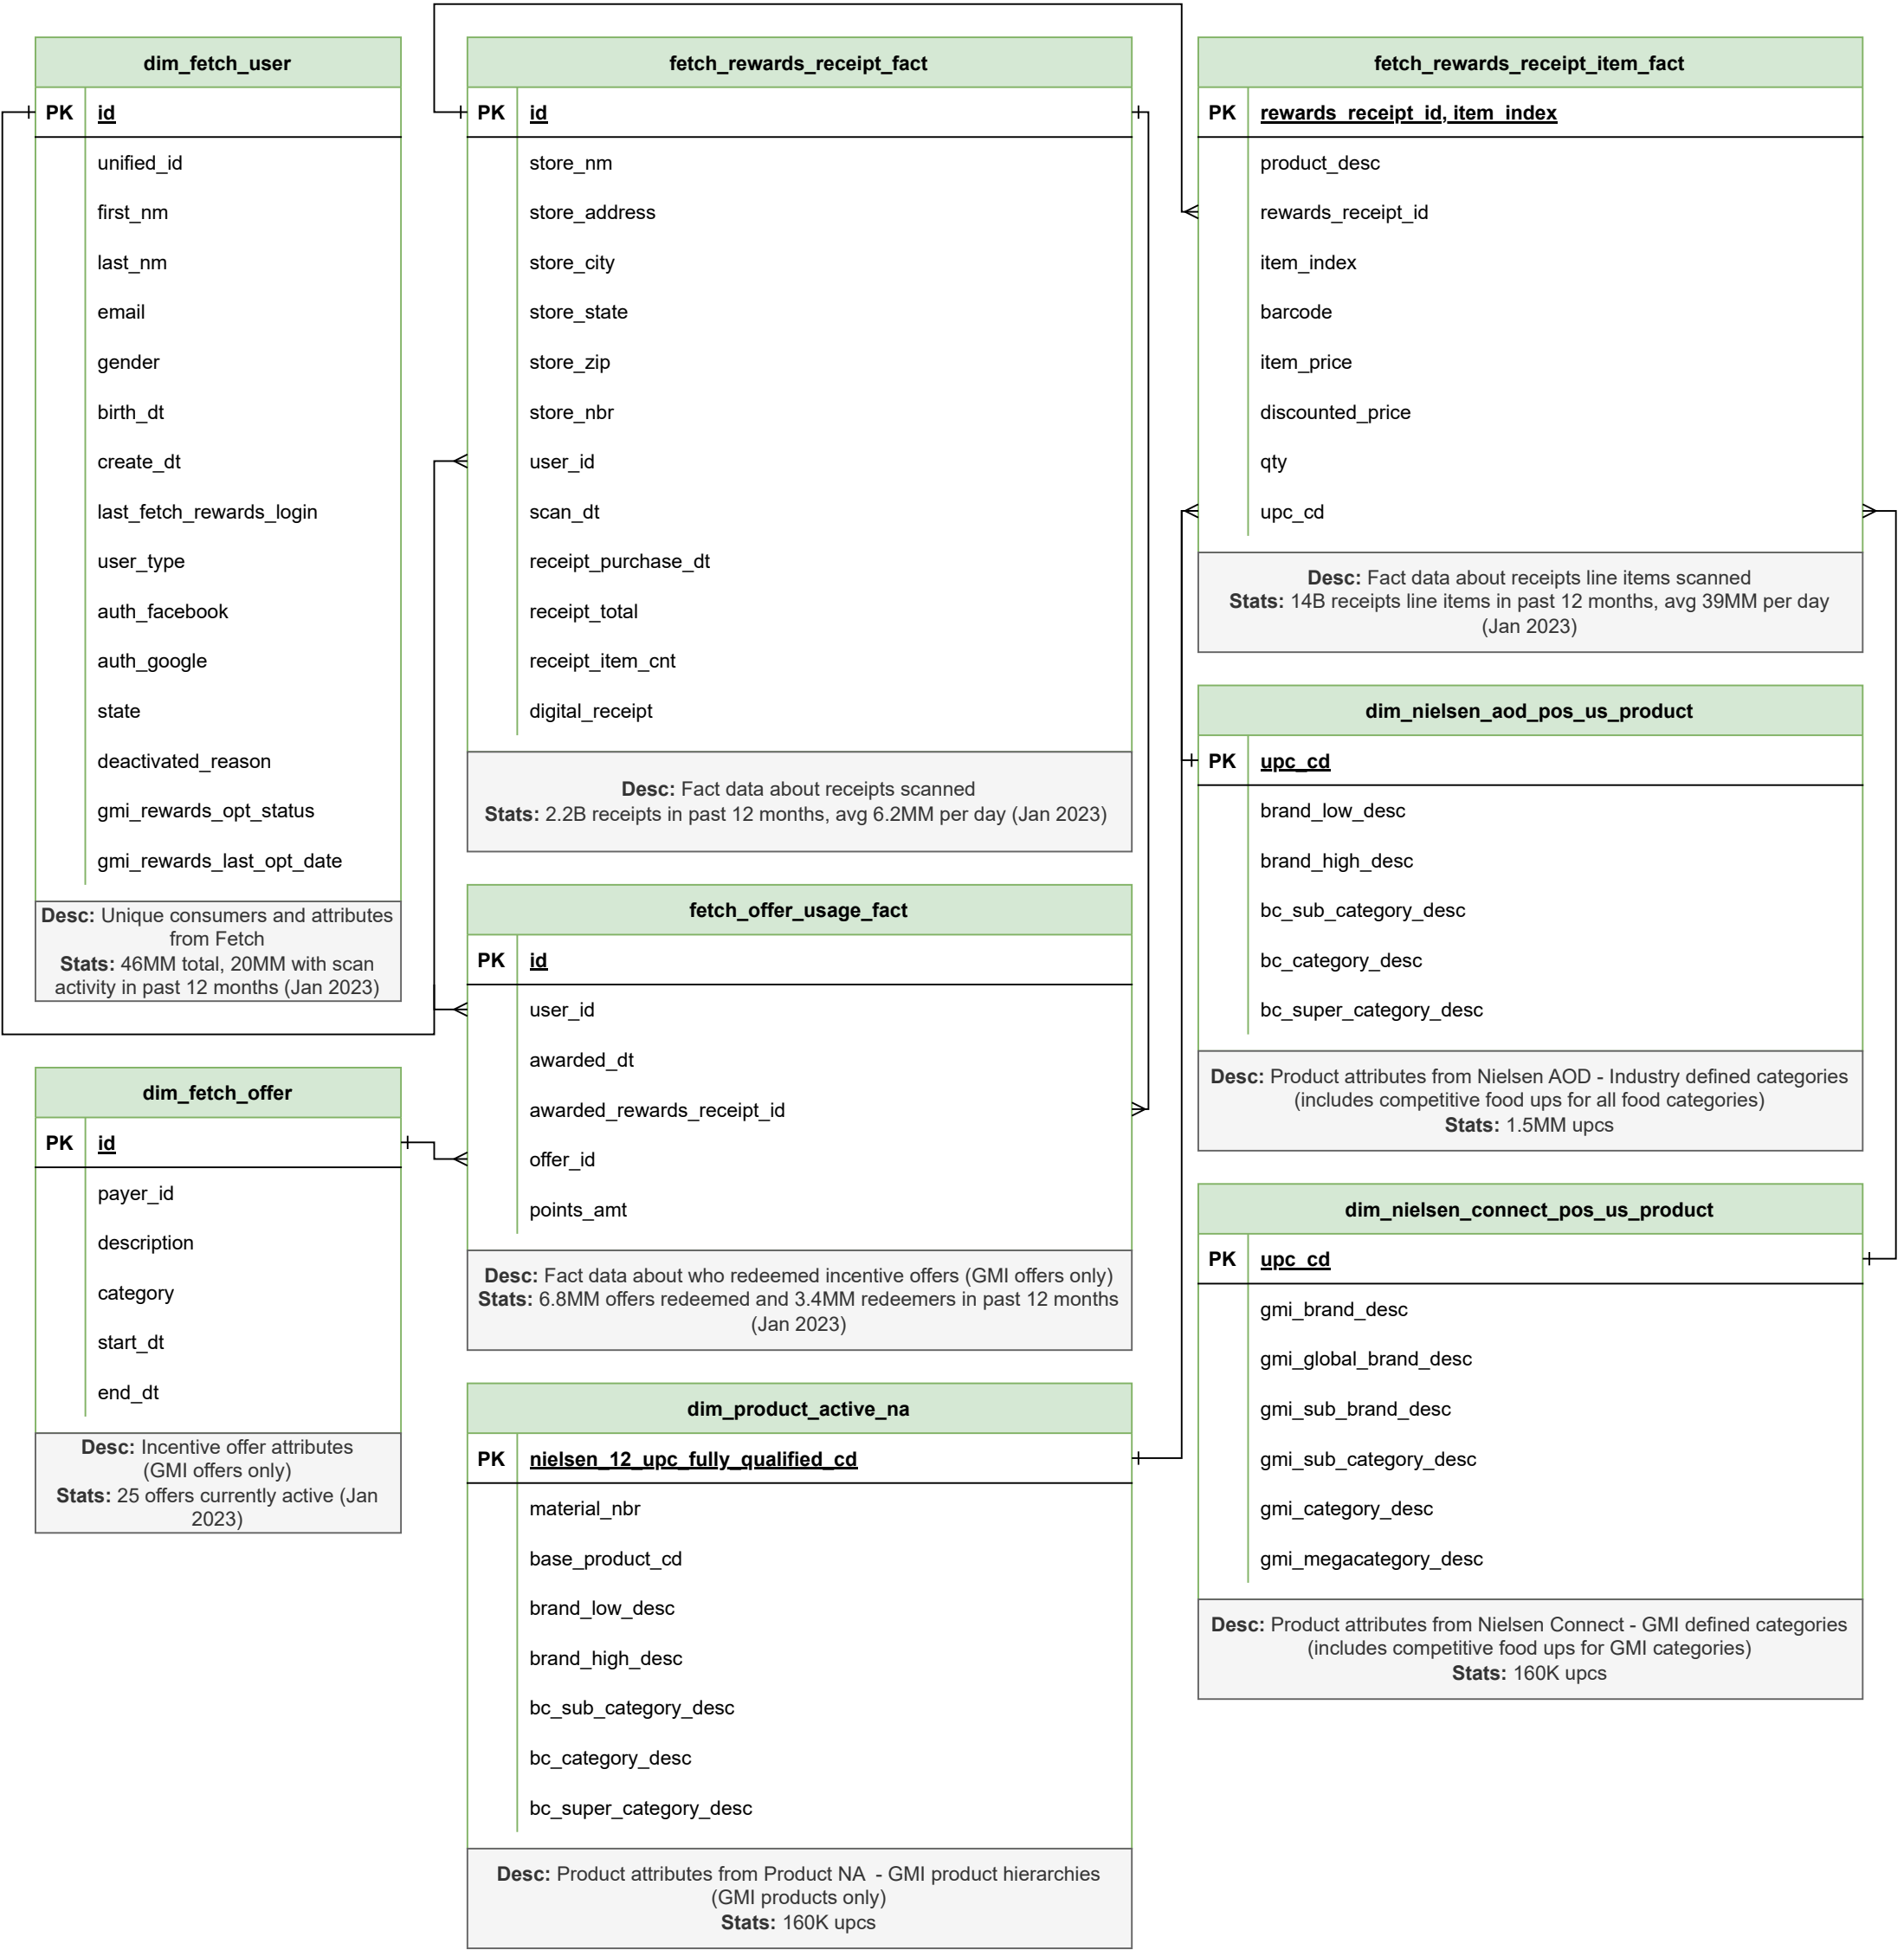 dim_fetch_user
PK id
unified_id
first_nm
last_nm
email
gender
birth_dt
create_dt
last_fetch_rewards_login
user_type
auth_facebook
auth_google
state
deactivated_reason
gmi_rewards_opt_status
gmi_rewards_last_opt_date
Desc: Unique consumers and attributes
from Fetch
Stats: 46MM total, 20MM with scan
activity in past 12 months (Jan 2023)
dim_fetch_offer
PK id
payer_id
description
category
start_dt
end_dt
Desc: Incentive offer attributes
(GMI offers only)
Stats: 25 offers currently active (Jan
2023)
fetch_rewards_receipt_fact
PK id
store_nm
store_address
store_city
store_state
store_zip
store_nbr
user_id
scan_dt
receipt_purchase_dt
receipt_total
receipt_item_cnt
digital_receipt
Desc: Fact data about receipts scanned
Stats: 2.2B receipts in past 12 months, avg 6.2MM per day (Jan 2023)
fetch_offer_usage_fact
PK id
user_id
awarded_dt
awarded_rewards_receipt_id
offer_id
points_amt
Desc: Fact data about who redeemed incentive offers (GMI offers only)
Stats: 6.8MM offers redeemed and 3.4MM redeemers in past 12 months
(Jan 2023)
dim_product_active_na
PK nielsen_12_upc_fully_qualified_cd
material_nbr
base_product_cd
brand_low_desc
brand_high_desc
bc_sub_category_desc
bc_category_desc
bc_super_category_desc
Desc: Product attributes from Product NA - GMI product hierarchies
(GMI products only)
Stats: 160K upcs
fetch_rewards_receipt_item_fact
PK rewards_receipt_id, item_index
product_desc
rewards_receipt_id
item_index
barcode
item_price
discounted_price
qty
upc_cd
Desc: Fact data about receipts line items scanned
Stats: 14B receipts line items in past 12 months, avg 39MM per day
(Jan 2023)
dim_nielsen_aod_pos_us_product
PK upc_cd
brand_low_desc
brand_high_desc
bc_sub_category_desc
bc_category_desc
bc_super_category_desc
Desc: Product attributes from Nielsen AOD - Industry defined categories
(includes competitive food ups for all food categories)
Stats: 1.5MM upcs
dim_nielsen_connect_pos_us_product
PK upc_cd
gmi_brand_desc
gmi_global_brand_desc
gmi_sub_brand_desc
gmi_sub_category_desc
gmi_category_desc
gmi_megacategory_desc
Desc: Product attributes from Nielsen Connect - GMI defined categories
(includes competitive food ups for GMI categories)
Stats: 160K upcs